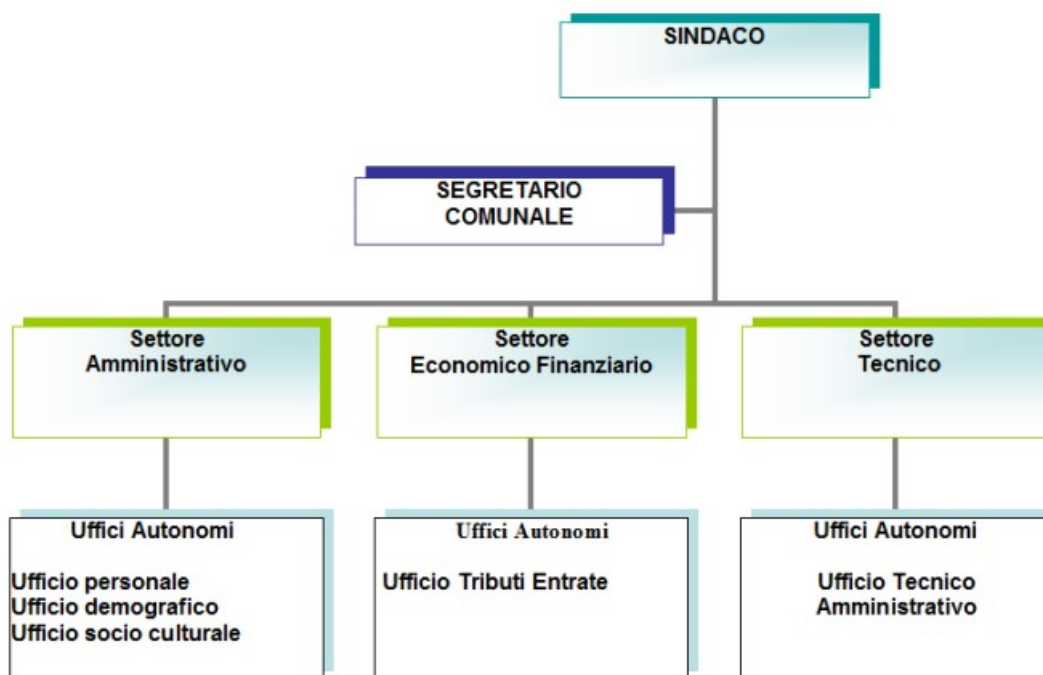 SINDACO
SEGRETARIO
COMUNALE
Settore
Amministrativo
Settore
Economico Finanziario
Settore
Tecnico
Uffici Autonomi
Ufficio personale
Ufficio demografico
Ufficio socio culturale
Uffici Autonomi
Ufficio Tributi Entrate
Uffici Autonomi
Ufficio Tecnico
Amministrativo